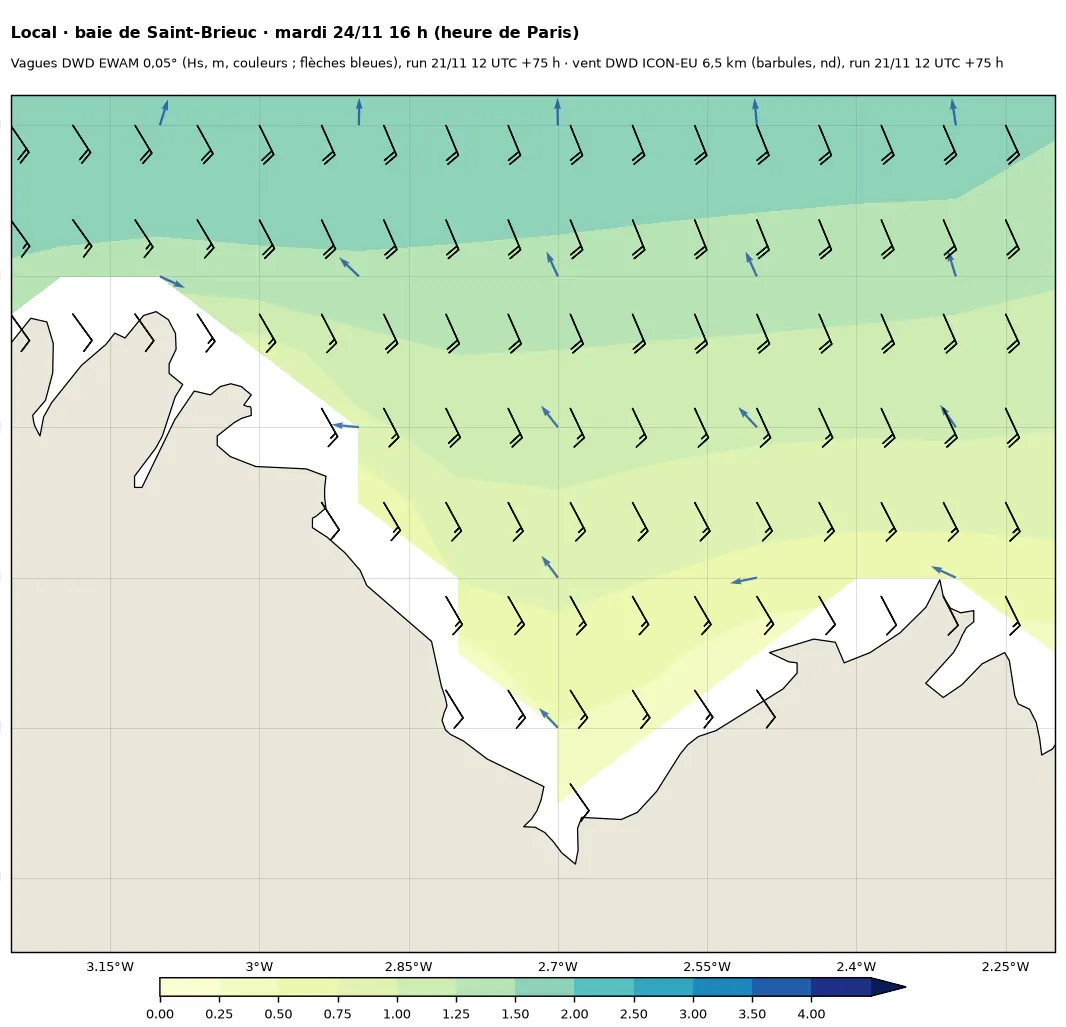 Local · baie de Saint-Brieuc · mardi 24/11 16 h (heure de Paris)
Vagues DWD EWAM 0,05° (Hs, m, couleurs ; flèches bleues), run 21/11 12 UTC +75 h · vent DWD ICON-EU 6,5 km (barbules, nd), run 21/11 12 UTC +75 h
3.15°W 3°W 2.85°W 2.7°W 2.55°W 2.4°W 2.25°W
0.00 0.25 0.50 0.75 1.00 1.25 1.50 2.00 2.50 3.00 3.50 4.00